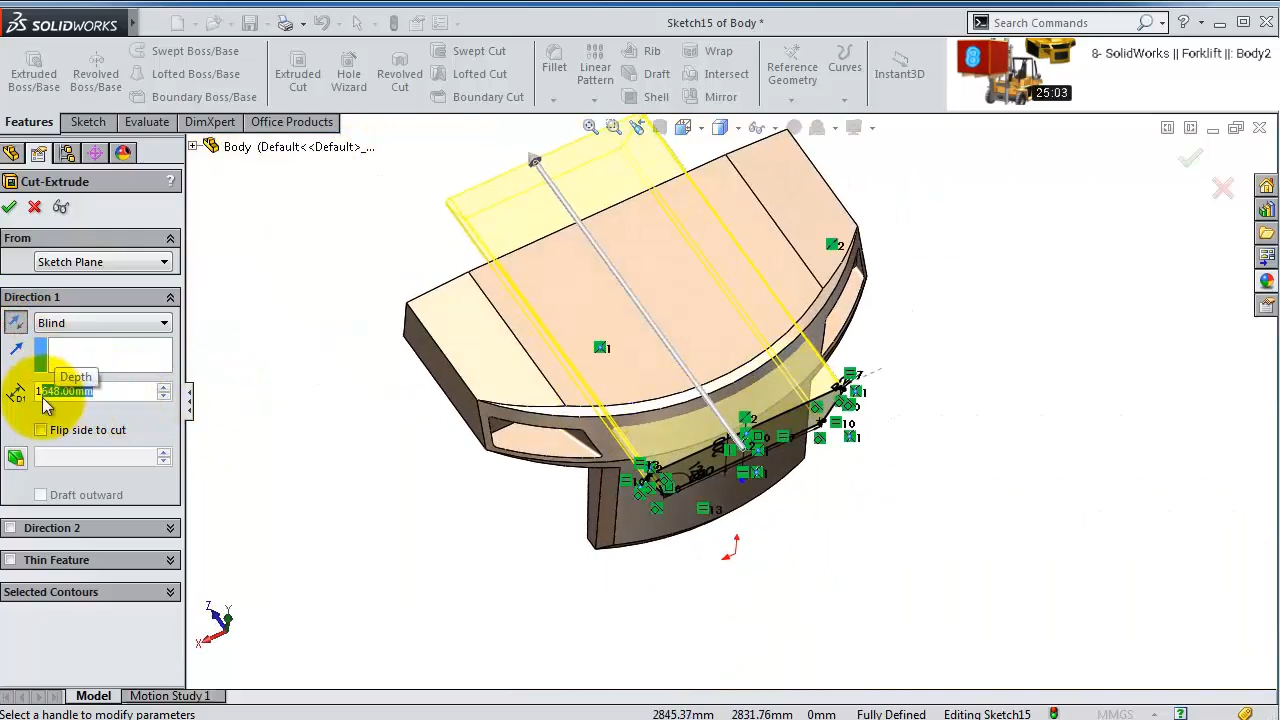 SOLIDWORKS
Sketch15 of Body *
Search Commands
Extruded Boss/Base
Revolved Boss/Base
Swept Boss/Base
Lofted Boss/Base
Boundary Boss/Base
Extruded Cut
Hole Wizard
Revolved Cut
Swept Cut
Lofted Cut
Boundary Cut
Fillet
Linear Pattern
Rib
Draft
Shell
Wrap
Intersect
Mirror
Reference Geometry
Curves
Instant3D
8- SolidWorks || Forklift || Body2
25:03
Features
Sketch
Evaluate
DimXpert
Office Products
Body (Default<<Default>_...
Cut-Extrude
?
From
Sketch Plane
Direction 1
Blind
Depth
1648.00mm
Flip side to cut
Draft outward
Direction 2
Thin Feature
Selected Contours
Model
Motion Study 1
Select a handle to modify parameters
2845.37mm
2831.76mm
0mm
Fully Defined
Editing Sketch15
MMGS